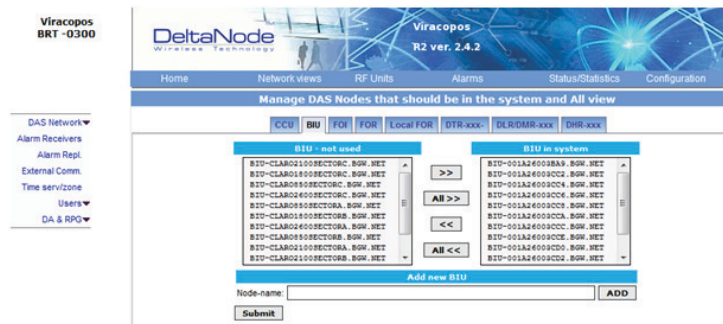 Viracopos
BRT -0300
DeltaNode
Wireless Technology
Viracopos
R2 ver. 2.4.2
Home Network views RF Units Alarms Status/Statistics Configuration
Manage DAS Nodes that should be in the system and All view
DAS Network
Alarm Receivers
Alarm Repl.
External Comm.
Time serv/zone
Users
DA & RPG
CCU BIU FOI FOR Local FOR DTR-xxx- DLR/DMR-xxx DHR-xxx
BIU - not used
BIU-CLARO2100SECTORC.BGW.NET
BIU-CLARO1800SECTORC.BGW.NET
BIU-CLARO850SECTORC.BGW.NET
BIU-CLARO2600SECTORC.BGW.NET
BIU-CLARO850SECTORA.BGW.NET
BIU-CLARO1800SECTORB.BGW.NET
BIU-CLARO2600SECTORA.BGW.NET
BIU-CLARO850SECTORB.BGW.NET
BIU-CLARO2100SECTORA.BGW.NET
BIU-CLARO2100SECTORB.BGW.NET
>>
All >>
<<
All <<
BIU in system
BIU-001A26003BA9.BGW.NET
BIU-001A26003CC2.BGW.NET
BIU-001A26003CC4.BGW.NET
BIU-001A26003CC6.BGW.NET
BIU-001A26003CC8.BGW.NET
BIU-001A26003CCA.BGW.NET
BIU-001A26003CCC.BGW.NET
BIU-001A26003CCE.BGW.NET
BIU-001A26003CD0.BGW.NET
BIU-001A26003CD2.BGW.NET
Add new BIU
Node-name: ADD
Submit